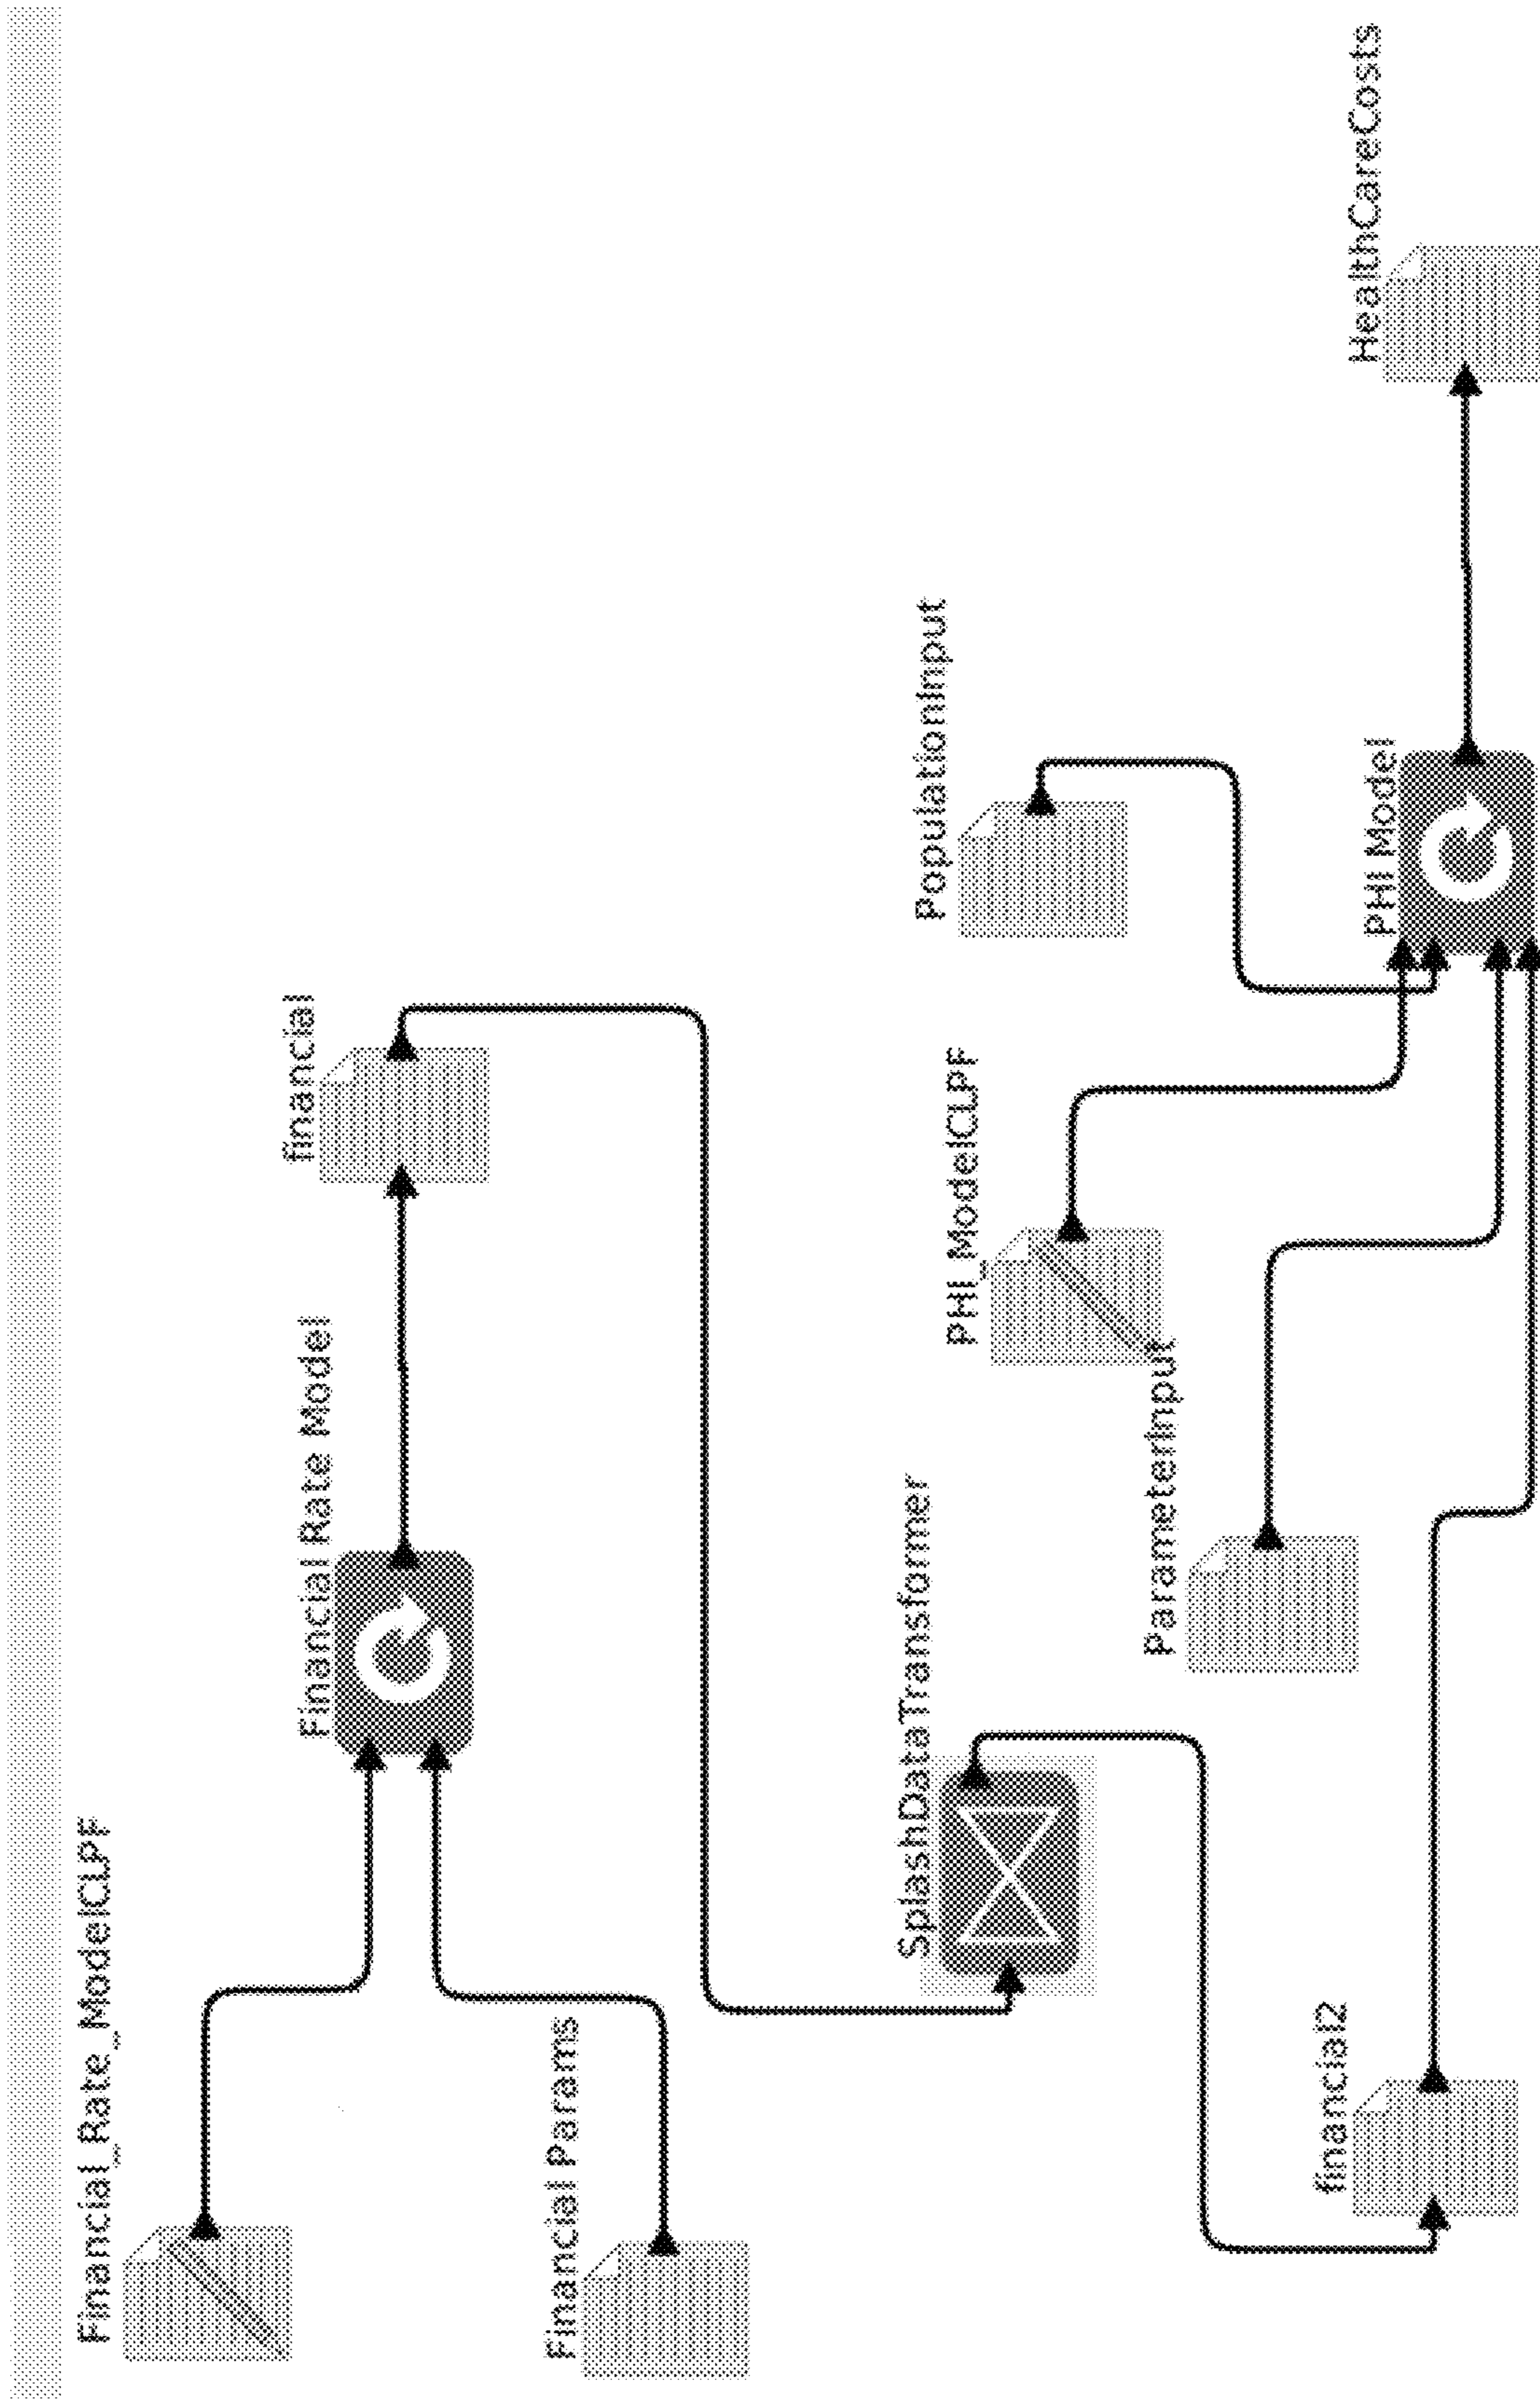 Financial_Rate_ModelCLPF
Financial Rate Model
financial
Financial Params
SplashDataTransformer
PHI_ModelCLPF
PopulationInput
ParameterInput
financial2
PHI Model
HealthCareCosts